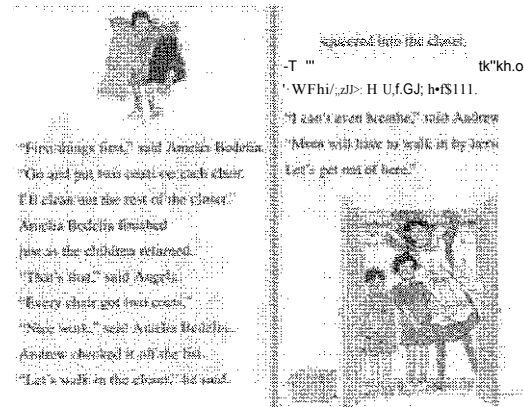 "First things first," said Amelia Bedelia.
"Go and put two coats on each chair.
I'll clean out the rest of the closet."
Amelia Bedelia finished
just as the children returned.
"That's that," said Angel.
"Every chair got two coats."
"Nice work," said Amelia Bedelia.
Andrew checked it off the list.
"Let's walk in the closet," he said.
squeezed into the closet.
-T '" tk"kh.o
"I can't even breathe," said Andrew
"Mom will have to walk in by herse
Let's get out of here."